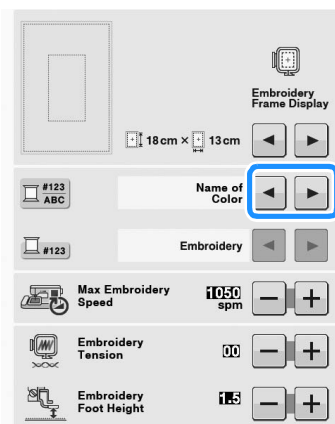 Embroidery
Frame Display
18cm × 13cm
#123
ABC
Name of
Color
#123
Embroidery
Max Embroidery
Speed
1050
spm
Embroidery
Tension
00
Embroidery
Foot Height
1.5